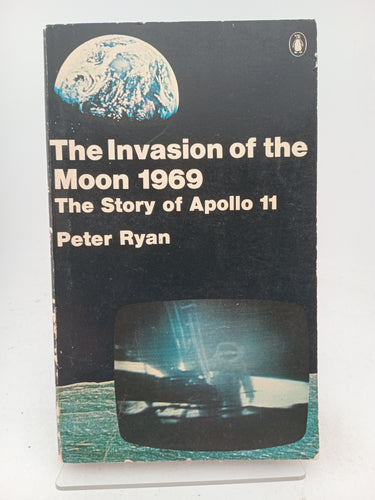 The Invasion of the
Moon 1969
The Story of Apollo 11
Peter Ryan